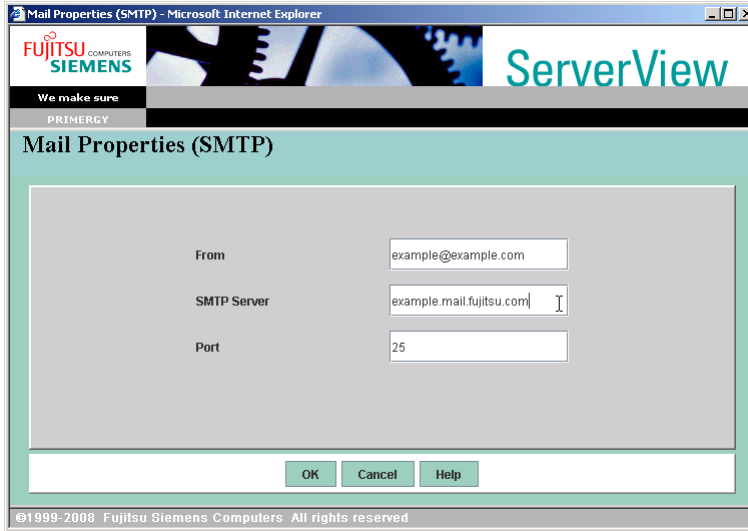 Mail Properties (SMTP) - Microsoft Internet Explorer
FUJITSU COMPUTERS
SIEMENS
ServerView
We make sure
PRIMERGY
Mail Properties (SMTP)
From example@example.com
SMTP Server example.mail.fujitsu.com
Port 25
OK Cancel Help
©1999-2008 Fujitsu Siemens Computers All rights reserved